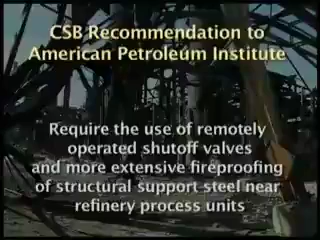 CSB Recommendation to
American Petroleum Institute
Require the use of remotely
operated shutoff valves
and more extensive fireproofing
of structural support steel near
refinery process units